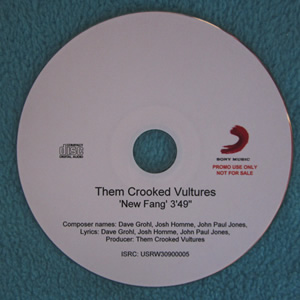 disc
DIGITAL AUDIO
SONY MUSIC
PROMO USE ONLY
NOT FOR SALE
Them Crooked Vultures
'New Fang' 3'49"
Composer names: Dave Grohl, Josh Homme, John Paul Jones,
Lyrics: Dave Grohl, Josh Homme, John Paul Jones,
Producer: Them Crooked Vultures
ISRC: USRW30900005